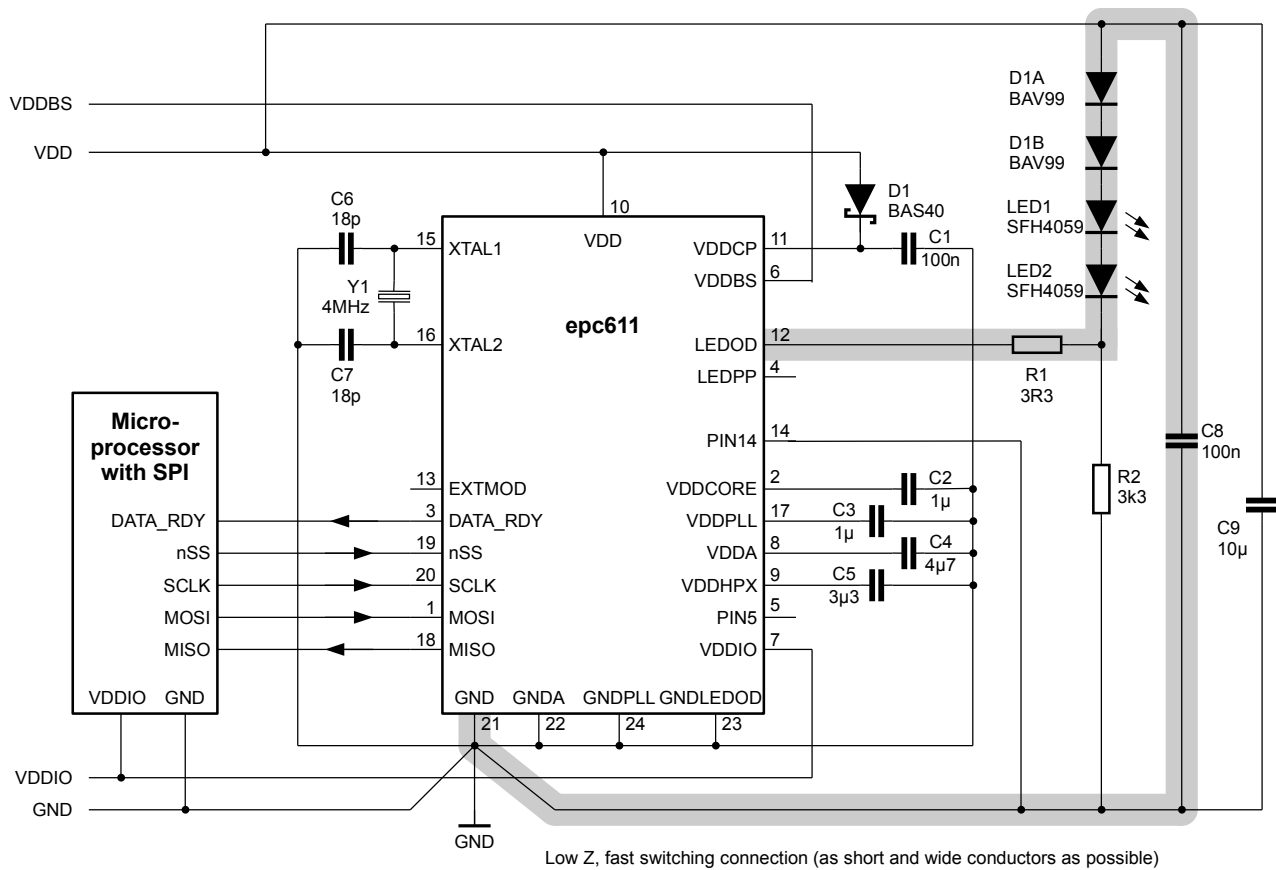 VDDBS
VDD
D1A
BAV99
D1B
BAV99
LED1
SFH4059
LED2
SFH4059
C6
18p
Y1
4MHz
C7
18p
10
VDD
D1
BAS40
C1
100n
15
XTAL1
VDDCP
11
VDDBS
6
epc611
16
XTAL2
LEDOD
12
LEDPP
4
R1
3R3
PIN14
14
C8
100n
Micro-
processor
with SPI
13
EXTMOD
VDDCORE
2
C2
1µ
R2
3k3
DATA_RDY
3
DATA_RDY
VDDPLL
17
C3
1µ
C9
10µ
nSS
19
nSS
VDDA
8
C4
4µ7
SCLK
20
SCLK
VDDHPX
9
C5
3µ3
MOSI
1
MOSI
PIN5
5
MISO
18
MISO
VDDIO
7
VDDIO
GND
GND
GNDA
GNDPLL
GNDLEDOD
21
22
24
23
VDDIO
GND
GND
Low Z, fast switching connection (as short and wide conductors as possible)